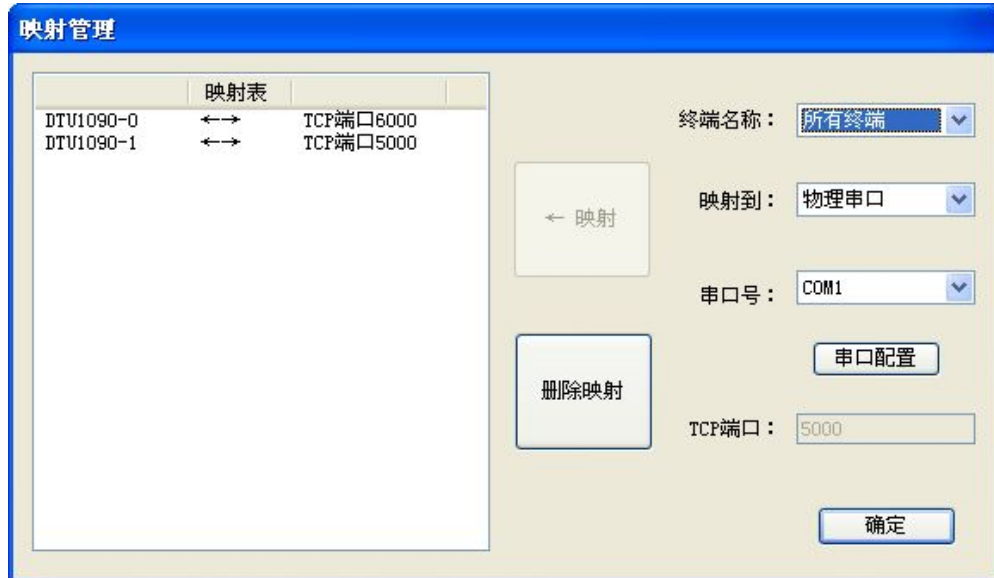 映射管理
映射表
DTU1090-0 ←→ TCP端口6000
DTU1090-1 ←→ TCP端口5000
← 映射
删除映射
终端名称： 所有终端
映射到： 物理串口
串口号： COM1
串口配置
TCP端口： 5000
确定